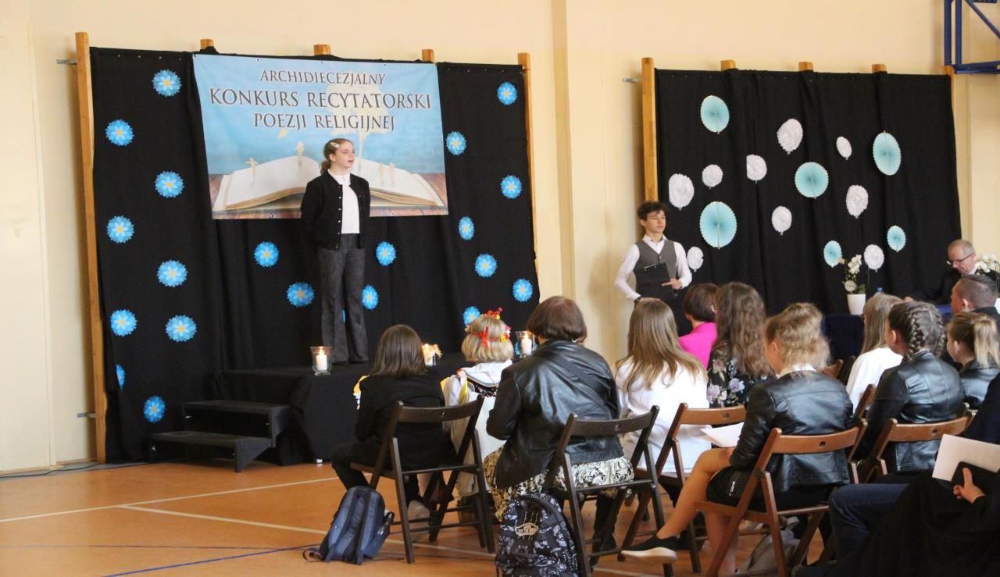 ARCHIDIECEZJALNY
KONKURS RECYTATORSKI
POEZJI RELIGIJNEJ